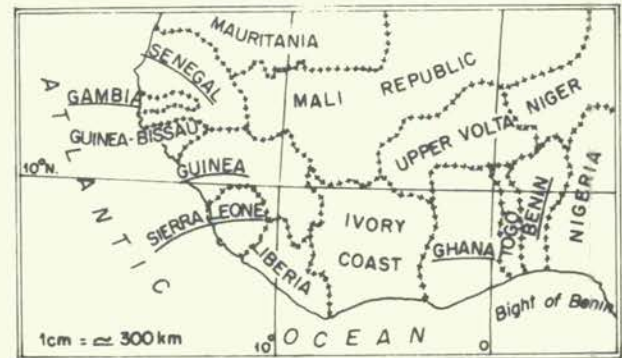 MAURITANIA
SENEGAL
MALI REPUBLIC
NIGER
GAMBIA
GUINEA-BISSAU
UPPER VOLTA
10°N.
GUINEA
SIERRA LEONE
LIBERIA
IVORY
COAST
GHANA
TOGO
BENIN
NIGERIA
ATLANTIC
OCEAN
Bight of Benin
1cm = ≃ 300 km
10°
0